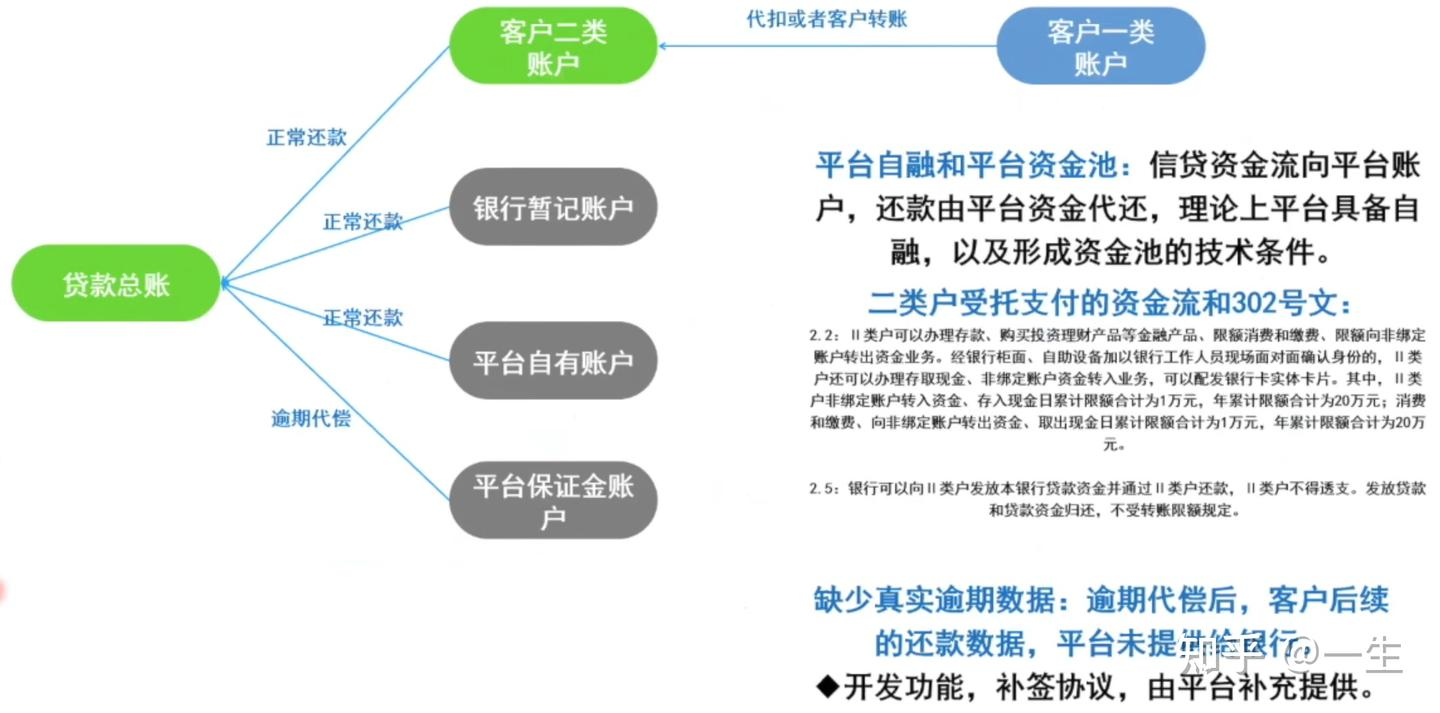 客户二类
账户
代扣或者客户转账
客户一类
账户
正常还款
银行暂记账户
正常还款
贷款总账
正常还款
平台自有账户
逾期代偿
平台保证金账
户
平台自融和平台资金池：信贷资金流向平台账
户，还款由平台资金代还，理论上平台具备自
融，以及形成资金池的技术条件。
二类户受托支付的资金流和302号文：
2.2：Ⅱ类户可以办理存款、购买投资理财产品等金融产品、限额消费和缴费、限额向非绑定
账户转出资金业务。经银行柜面、自助设备加以银行工作人员现场面对面确认身份的，Ⅱ类
户还可以办理存取现金、非绑定账户资金转入业务，可以配发银行卡实体卡片。其中，Ⅱ类
户非绑定账户转入资金、存入现金日累计限额合计为1万元，年累计限额合计为20万元；消费
和缴费、向非绑定账户转出资金、取出现金日累计限额合计为1万元，年累计限额合计为20万
元。
2.5：银行可以向Ⅱ类户发放本银行贷款资金并通过Ⅱ类户还款，Ⅱ类户不得透支。发放贷款
和贷款资金归还，不受转账限额规定。
缺少真实逾期数据：逾期代偿后，客户后续
的还款数据，平台未提供给银行。
知乎 @一生
◆开发功能，补签协议，由平台补充提供。